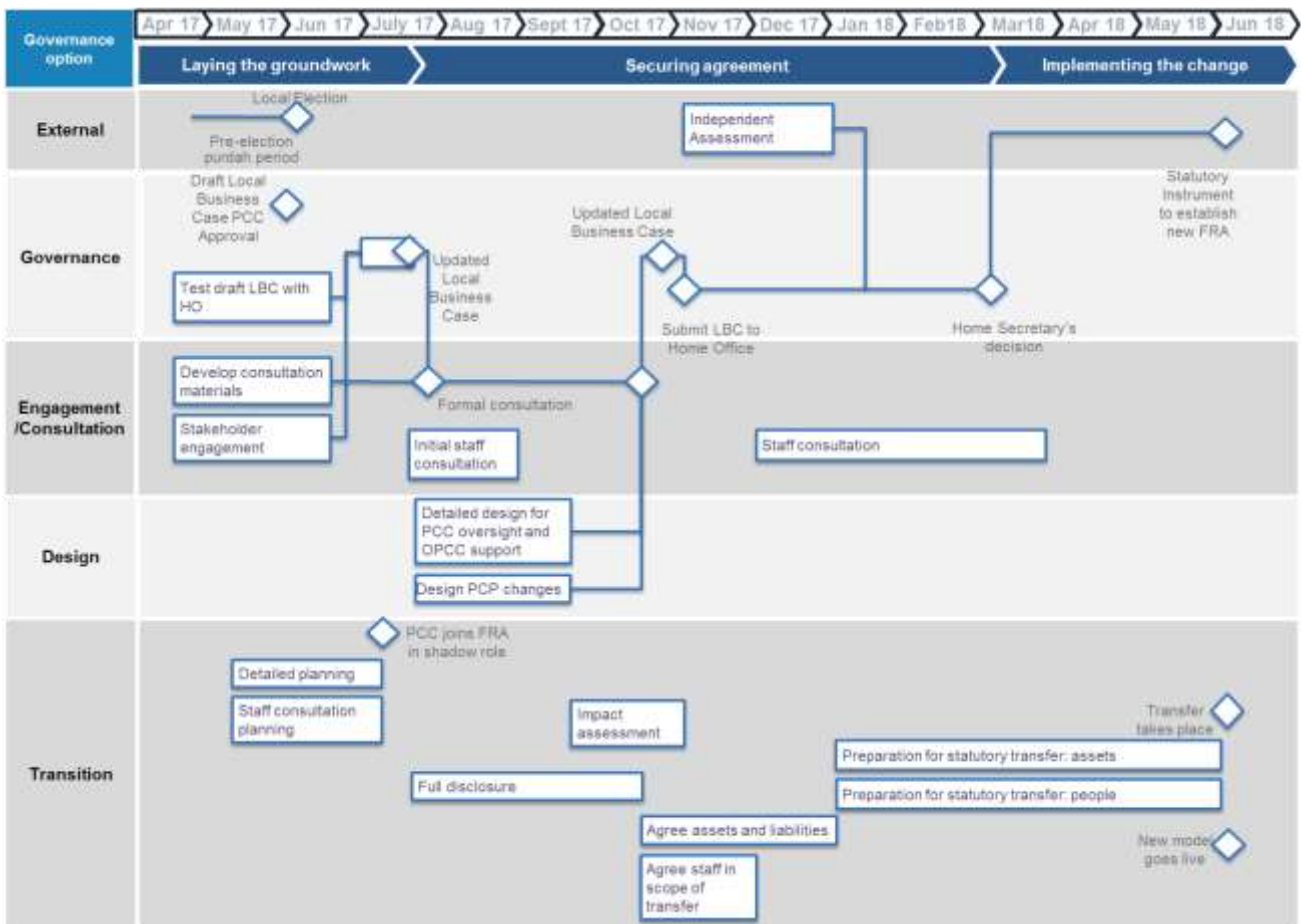 Governance
option
Apr 17
May 17
Jun 17
July 17
Aug 17
Sept 17
Oct 17
Nov 17
Dec 17
Jan 18
Feb18
Mar18
Apr 18
May 18
Jun 18
Laying the groundwork
Securing agreement
Implementing the change
External
Local Election
Pre-election
purdah period
Independent
Assessment
Statutory
Instrument
to establish
new FRA
Governance
Draft Local
Business
Case PCC
Approval
Test draft LBC with
HO
Updated
Local
Business
Case
Updated Local
Business Case
Submit LBC to
Home Office
Home Secretary's
decision
Engagement
/Consultation
Develop consultation
materials
Stakeholder
engagement
Formal consultation
Initial staff
consultation
Staff consultation
Design
Detailed design for
PCC oversight and
OPCC support
Design PCP changes
Transition
PCC joins FRA
in shadow role
Detailed planning
Staff consultation
planning
Impact
assessment
Full disclosure
Agree assets and liabilities
Agree staff in
scope of
transfer
Transfer
takes place
Preparation for statutory transfer: assets
Preparation for statutory transfer: people
New model
goes live